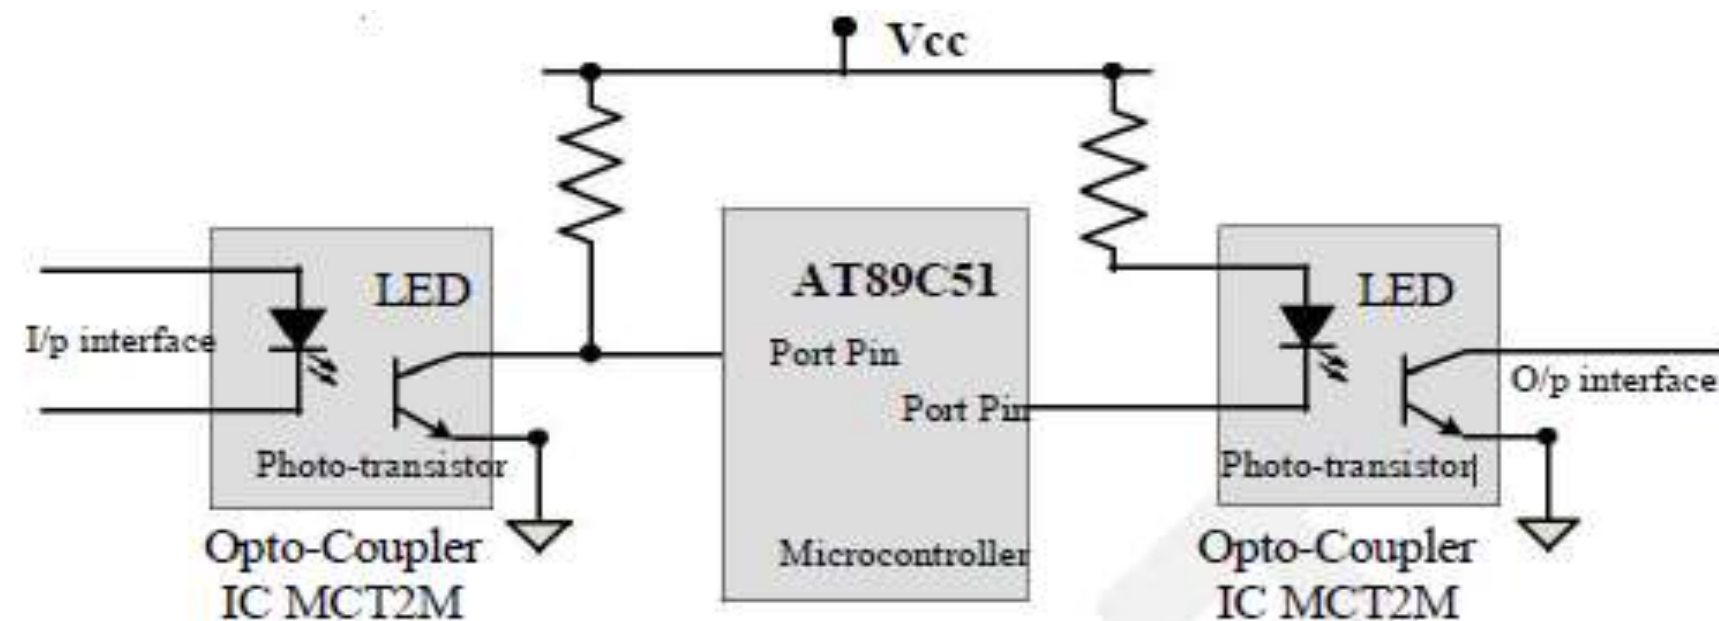 Vcc
LED
I/p interface
Photo-transistor
Opto-Coupler
IC MCT2M
AT89C51
Port Pin
Port Pin
Microcontroller
LED
O/p interface
Photo-transistor
Opto-Coupler
IC MCT2M